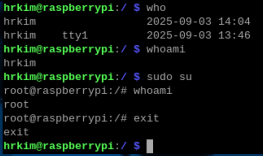 hrkim@raspberrypi:/ $ who
hrkim                 2025-09-03 14:04
hrkim    tty1         2025-09-03 13:46
hrkim@raspberrypi:/ $ whoami
hrkim
hrkim@raspberrypi:/ $ sudo su
root@raspberrypi:/# whoami
root
root@raspberrypi:/# exit
exit
hrkim@raspberrypi:/ $